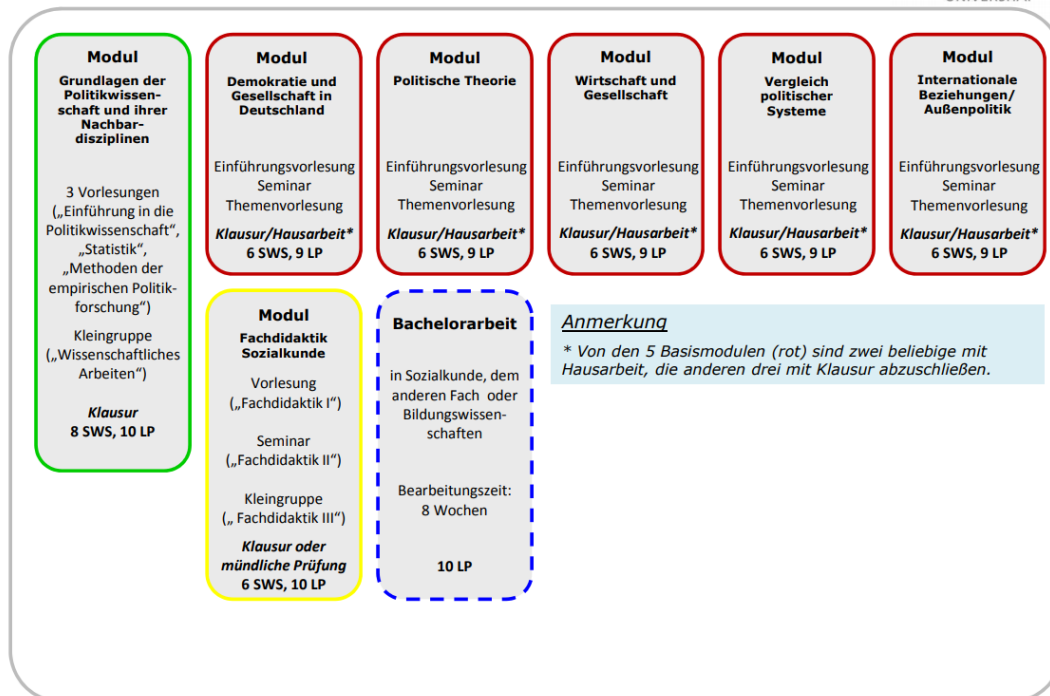 Modul
Grundlagen der
Politikwissen-
schaft und ihrer
Nachbar-
disziplinen
3 Vorlesungen
(„Einführung in die
Politikwissenschaft“,
„Statistik“,
„Methoden der
empirischen Politik-
forschung“)
Kleingruppe
(„Wissenschaftliches
Arbeiten“)
Klausur
8 SWS, 10 LP
Modul
Demokratie und
Gesellschaft in
Deutschland
Einführungsvorlesung
Seminar
Themenvorlesung
Klausur/Hausarbeit*
6 SWS, 9 LP
Modul
Politische Theorie
Einführungsvorlesung
Seminar
Themenvorlesung
Klausur/Hausarbeit*
6 SWS, 9 LP
Modul
Wirtschaft und
Gesellschaft
Einführungsvorlesung
Seminar
Themenvorlesung
Klausur/Hausarbeit*
6 SWS, 9 LP
Modul
Vergleich
politischer
Systeme
Einführungsvorlesung
Seminar
Themenvorlesung
Klausur/Hausarbeit*
6 SWS, 9 LP
Modul
Internationale
Beziehungen/
Außenpolitik
Einführungsvorlesung
Seminar
Themenvorlesung
Klausur/Hausarbeit*
6 SWS, 9 LP
Modul
Fachdidaktik
Sozialkunde
Vorlesung
(„Fachdidaktik I“)
Seminar
(„Fachdidaktik II“)
Kleingruppe
(„ Fachdidaktik III“)
Klausur oder
mündliche Prüfung
6 SWS, 10 LP
Bachelorarbeit
in Sozialkunde, dem
anderen Fach oder
Bildungswissen-
schaften
Bearbeitungszeit:
8 Wochen
10 LP
Anmerkung
* Von den 5 Basismodulen (rot) sind zwei beliebige mit
Hausarbeit, die anderen drei mit Klausur abzuschließen.